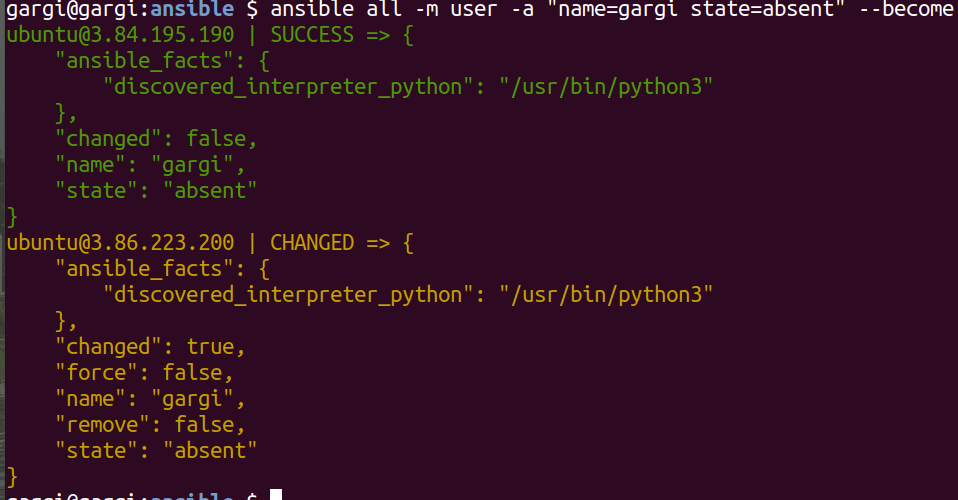 gargi@gargi:ansible $ ansible all -m user -a "name=gargi state=absent" --become
ubuntu@3.84.195.190 | SUCCESS => {
    "ansible_facts": {
        "discovered_interpreter_python": "/usr/bin/python3"
    },
    "changed": false,
    "name": "gargi",
    "state": "absent"
}
ubuntu@3.86.223.200 | CHANGED => {
    "ansible_facts": {
        "discovered_interpreter_python": "/usr/bin/python3"
    },
    "changed": true,
    "force": false,
    "name": "gargi",
    "remove": false,
    "state": "absent"
}
gargi@gargi:ansible $